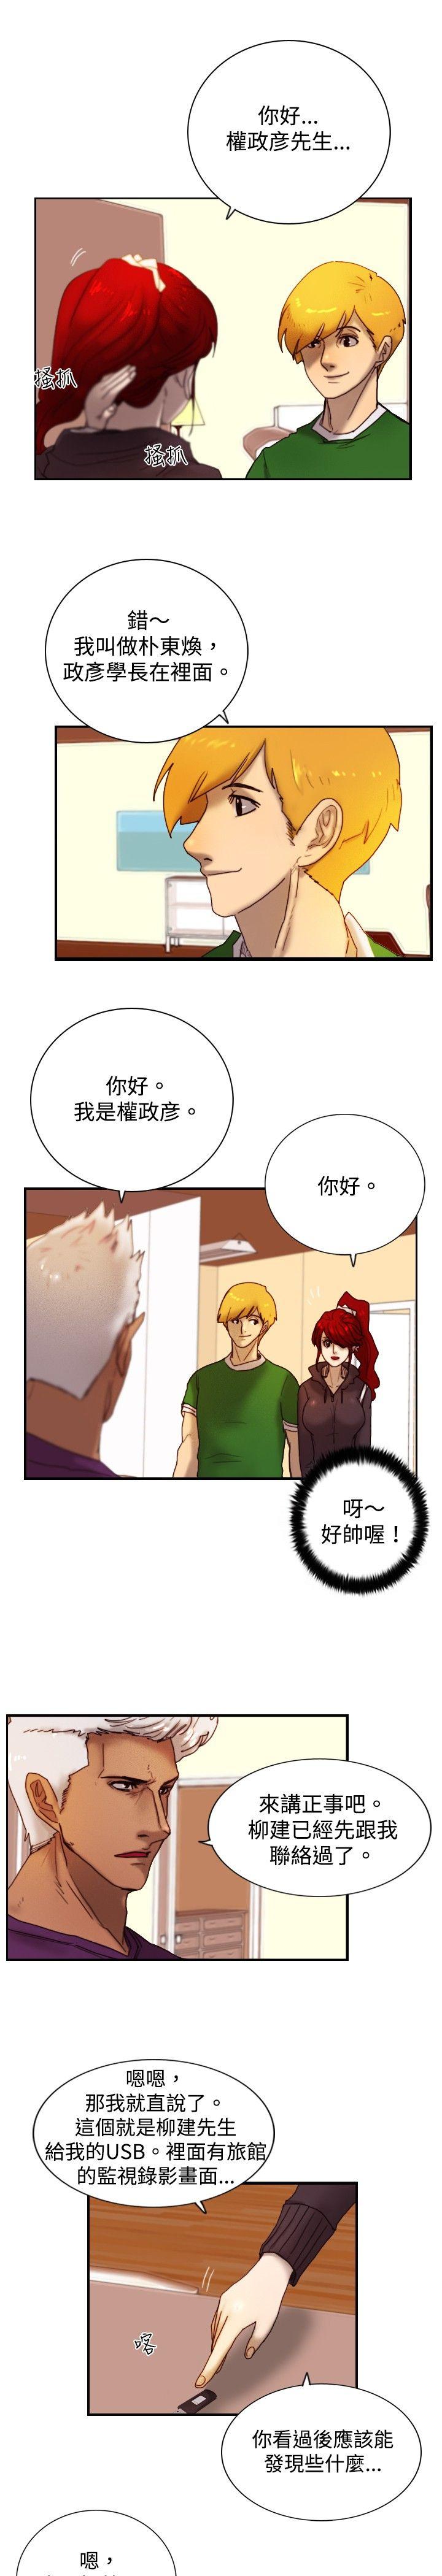 你好...
權政彦先生...
搔抓
搔抓
錯～
我叫做朴東煥，
政彥學長在裡面。
你好。
我是權政彦。
你好。
呀～
好帥喔！
來講正事吧。
柳建已經先跟我
聯絡過了。
嗯嗯，
那我就直說了。
這個就是柳建先生
給我的USB。裡面有旅館
的監視錄影畫面...
喀
你看過後應該能
發現些什麼...
嗯，